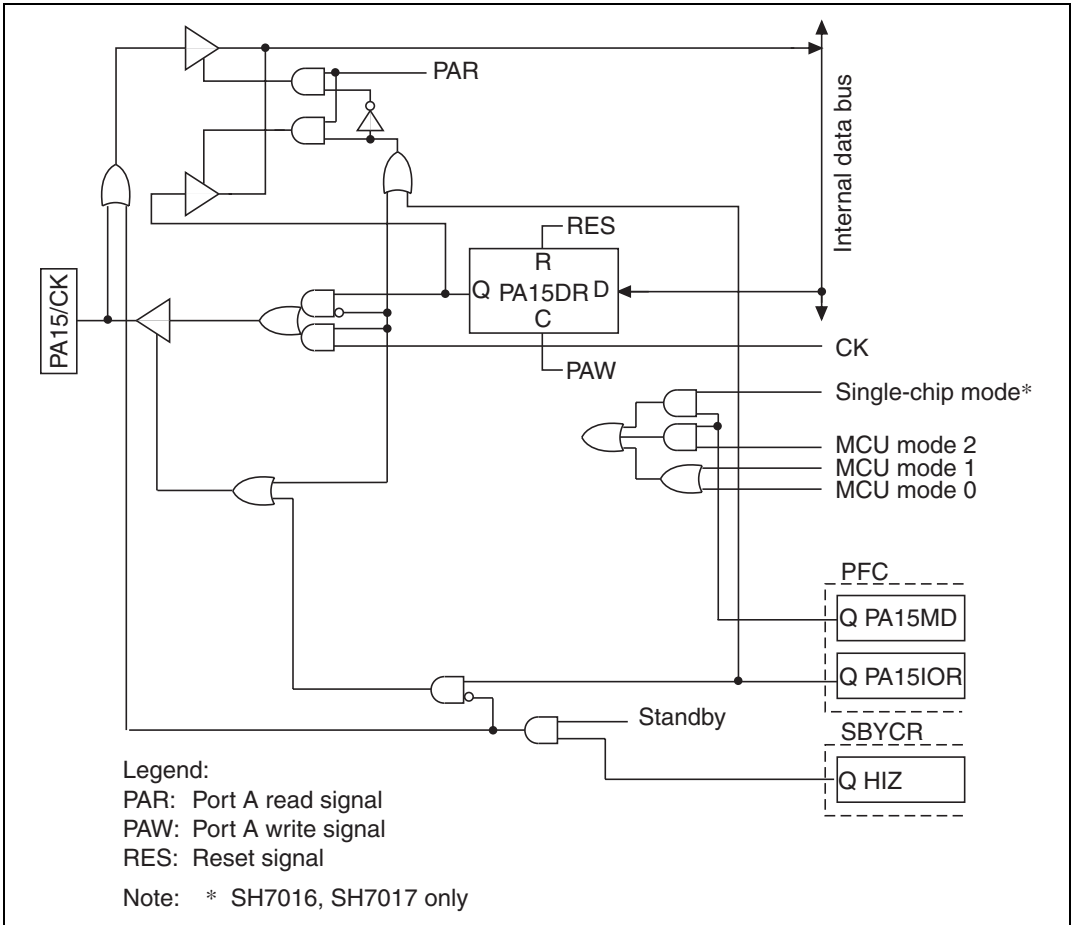 PAR
Internal data bus
RES
R
Q PA15DR D
C
PAW
PA15/CK
CK
Single-chip mode*
MCU mode 2
MCU mode 1
MCU mode 0
PFC
Q PA15MD
Q PA15IOR
Standby
SBYCR
Q HIZ
Legend:
PAR: Port A read signal
PAW: Port A write signal
RES: Reset signal
Note: * SH7016, SH7017 only